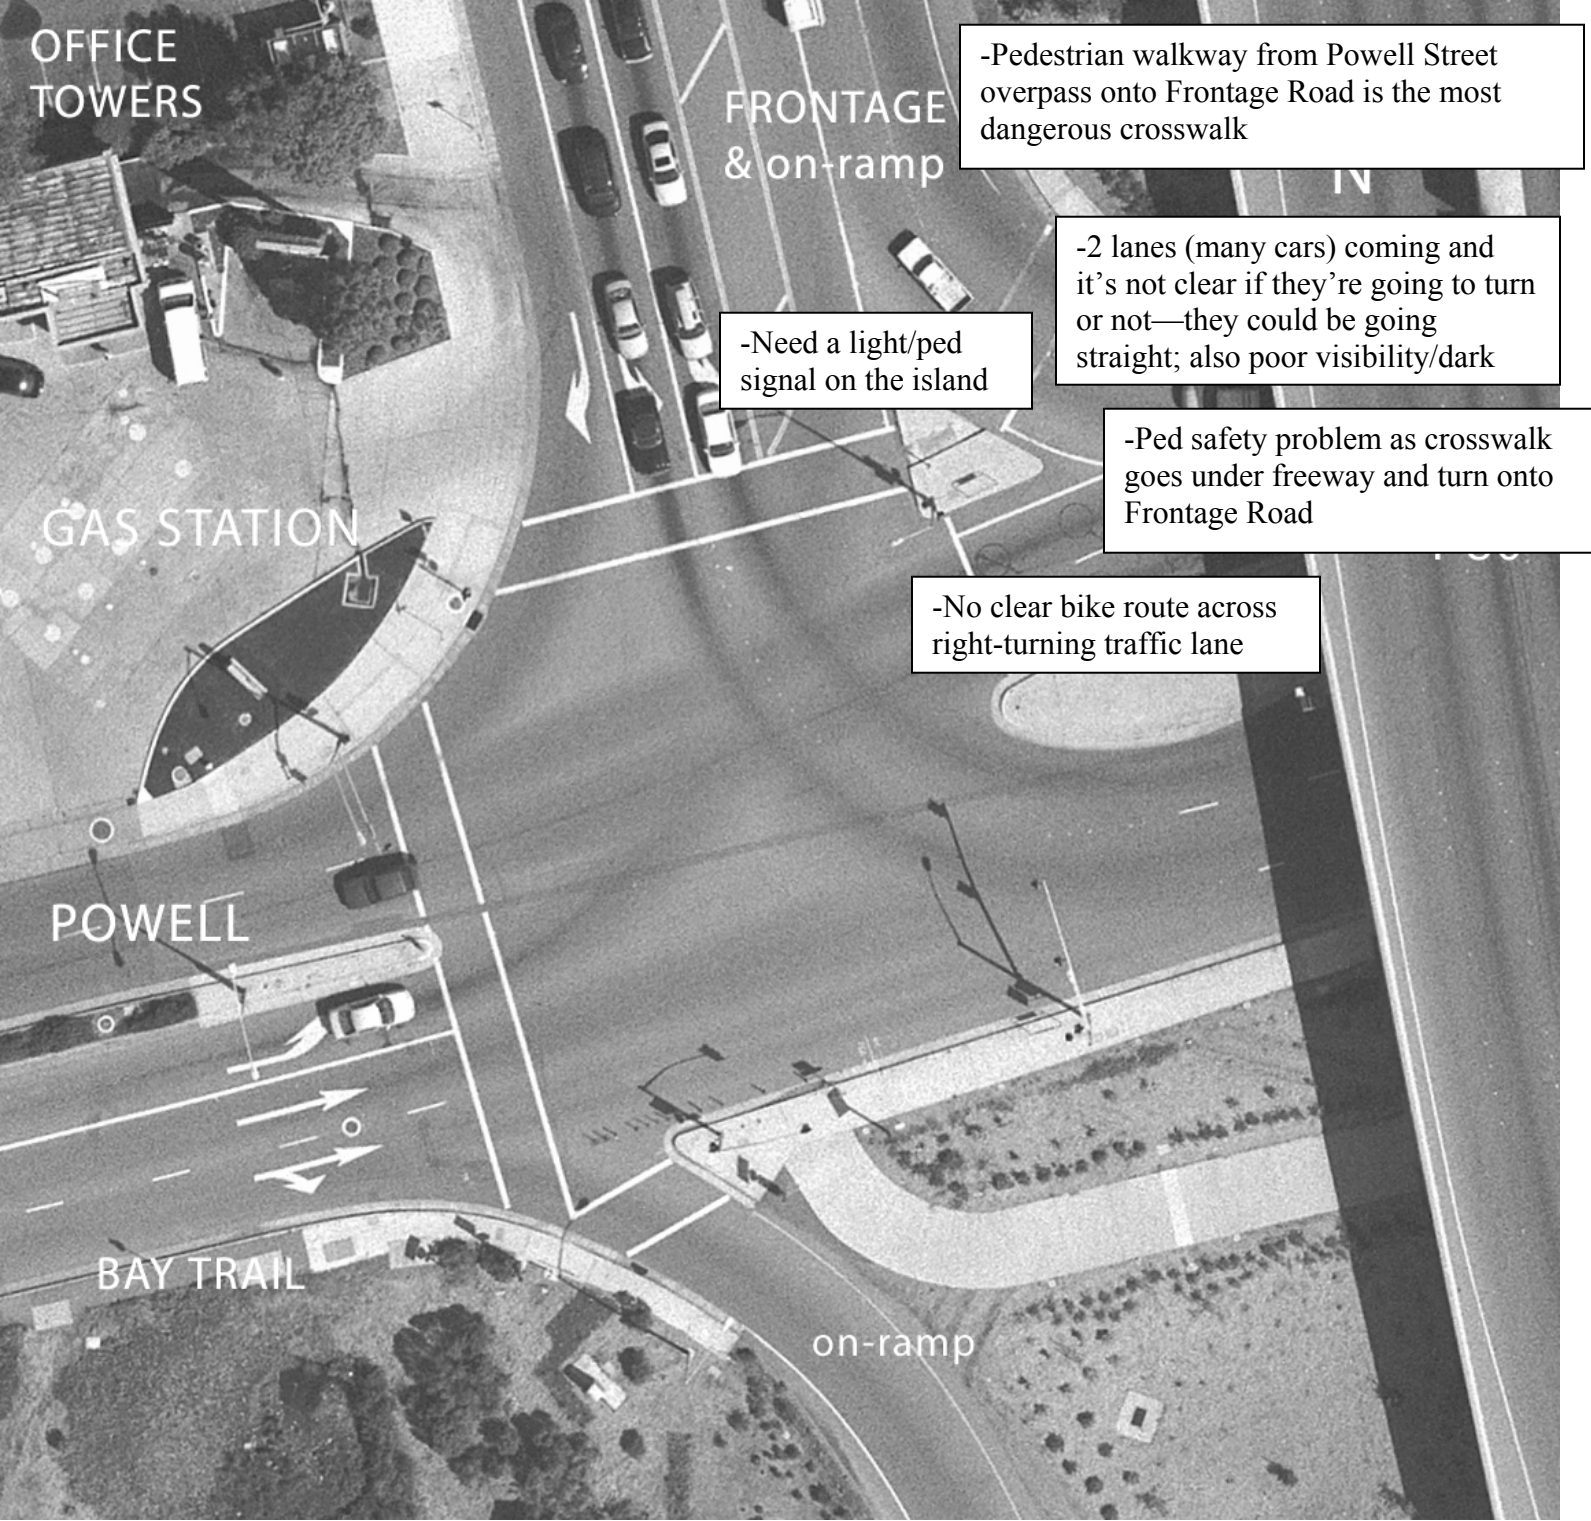 OFFICE
TOWERS
FRONTAGE
& on-ramp
-Pedestrian walkway from Powell Street
overpass onto Frontage Road is the most
dangerous crosswalk
N
-2 lanes (many cars) coming and
it’s not clear if they’re going to turn
or not—they could be going
straight; also poor visibility/dark
-Need a light/ped
signal on the island
-Ped safety problem as crosswalk
goes under freeway and turn onto
Frontage Road
GAS STATION
-No clear bike route across
right-turning traffic lane
POWELL
BAY TRAIL
on-ramp